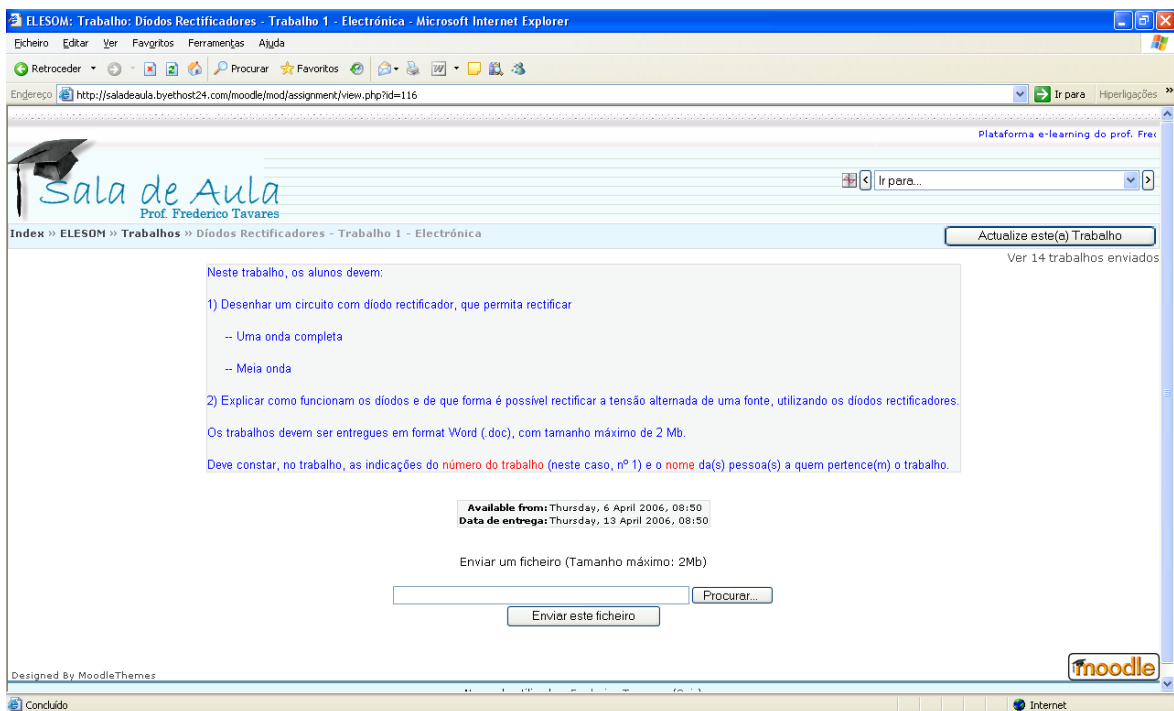 ELESOM: Trabalho: Díodos Rectificadores - Trabalho 1 - Electrónica - Microsoft Internet Explorer
Ficheiro Editar Ver Favoritos Ferramentas Ajuda
Retroceder Procurar Favoritos
Endereço http://saladeaula.byethost24.com/moodle/mod/assignment/view.php?id=116 Ir para Hiperligações »
Plataforma e-learning do prof. Fre
Sala de Aula
Prof. Frederico Tavares
Ir para...
Index » ELESOM » Trabalhos » Díodos Rectificadores - Trabalho 1 - Electrónica
Actualize este(a) Trabalho
Ver 14 trabalhos enviados
Neste trabalho, os alunos devem:
1) Desenhar um circuito com díodo rectificador, que permita rectificar
-- Uma onda completa
-- Meia onda
2) Explicar como funcionam os díodos e de que forma é possível rectificar a tensão alternada de uma fonte, utilizando os díodos rectificadores.
Os trabalhos devem ser entregues em format Word (.doc), com tamanho máximo de 2 Mb.
Deve constar, no trabalho, as indicações do número do trabalho (neste caso, nº 1) e o nome da(s) pessoa(s) a quem pertence(m) o trabalho.
Available from: Thursday, 6 April 2006, 08:50
Data de entrega: Thursday, 13 April 2006, 08:50
Enviar um ficheiro (Tamanho máximo: 2Mb)
Procurar...
Enviar este ficheiro
moodle
Designed By MoodleThemes
Concluído Internet